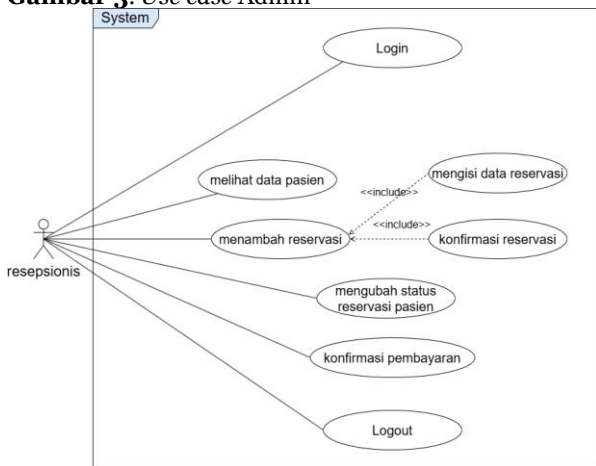 Gambar 3. Use case Admin
System
Login
melihat data pasien
mengisi data reservasi
<<include>>
<<include>>
menambah reservasi
konfirmasi reservasi
resepsionis
mengubah status
reservasi pasien
konfirmasi pembayaran
Logout